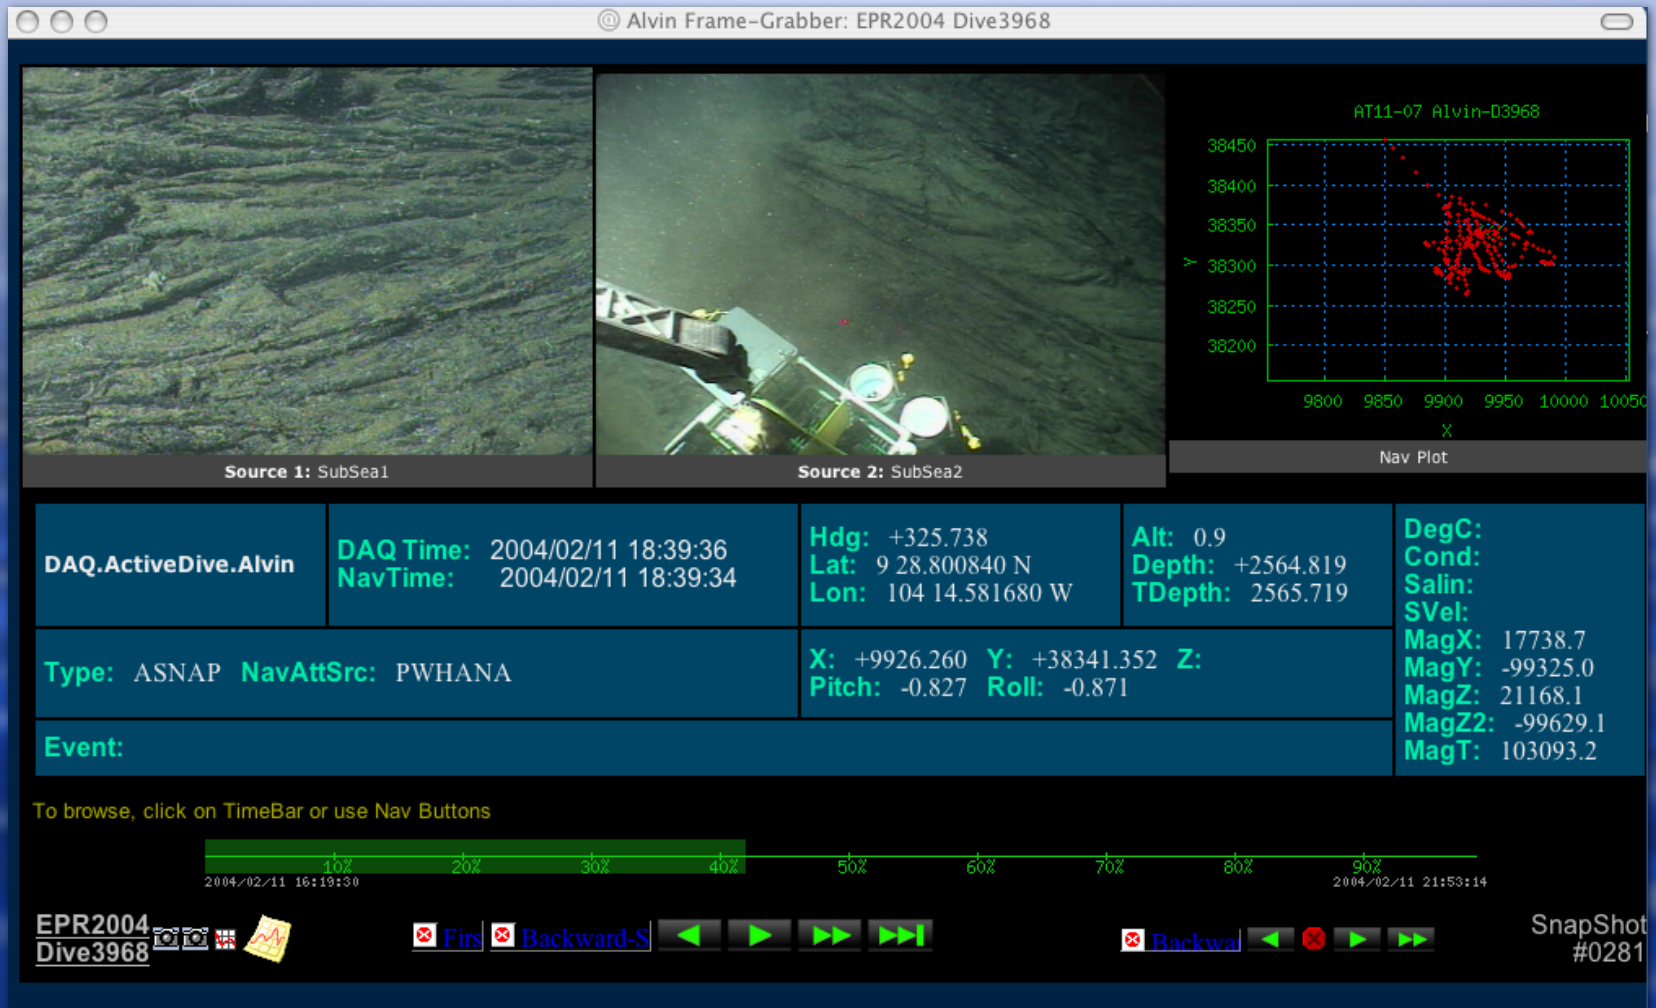 @ Alvin Frame-Grabber: EPR2004 Dive3968
AT11-07 Alvin-D3968
38450
38400
38350
38300
38250
38200
Y
9800 9850 9900 9950 10000 10050
X
Source 1: SubSea1
Source 2: SubSea2
Nav Plot
DAQ.ActiveDive.Alvin
DAQ Time: 2004/02/11 18:39:36
NavTime: 2004/02/11 18:39:34
Hdg: +325.738
Lat: 9 28.800840 N
Lon: 104 14.581680 W
Alt: 0.9
Depth: +2564.819
TDepth: 2565.719
DegC:
Cond:
Salin:
SVel:
MagX: 17738.7
MagY: -99325.0
MagZ: 21168.1
MagZ2: -99629.1
MagT: 103093.2
Type: ASNAP NavAttSrc: PWHANA
X: +9926.260 Y: +38341.352 Z:
Pitch: -0.827 Roll: -0.871
Event:
To browse, click on TimeBar or use Nav Buttons
10% 20% 30% 40% 50% 60% 70% 80% 90%
2004/02/11 16:19:30 2004/02/11 21:53:14
EPR2004
Dive3968
Firs Backward-S
Backwa
SnapShot
#0281